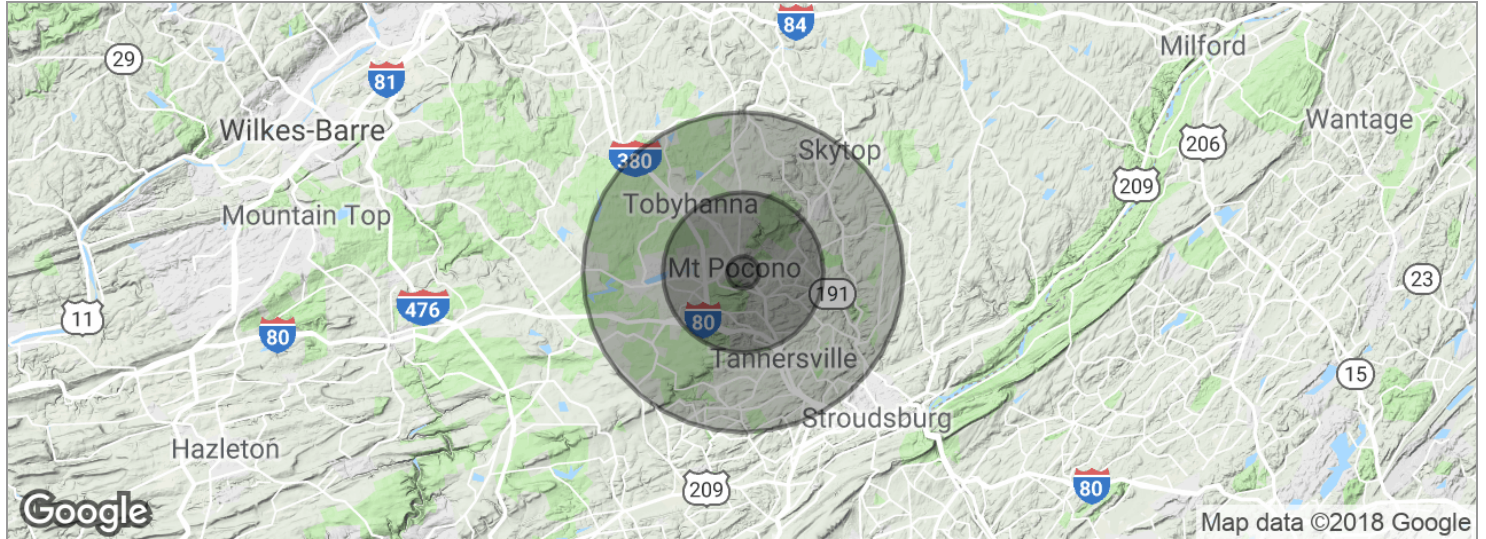 84
Milford
29
81
Wantage
Wilkes-Barre
206
Skytop
380
209
Tobyhanna
Mountain Top
Mt Pocono
23
191
476
11
80
80
Tannersville
15
Stroudsburg
Hazleton
209
80
Google
Map data ©2018 Google